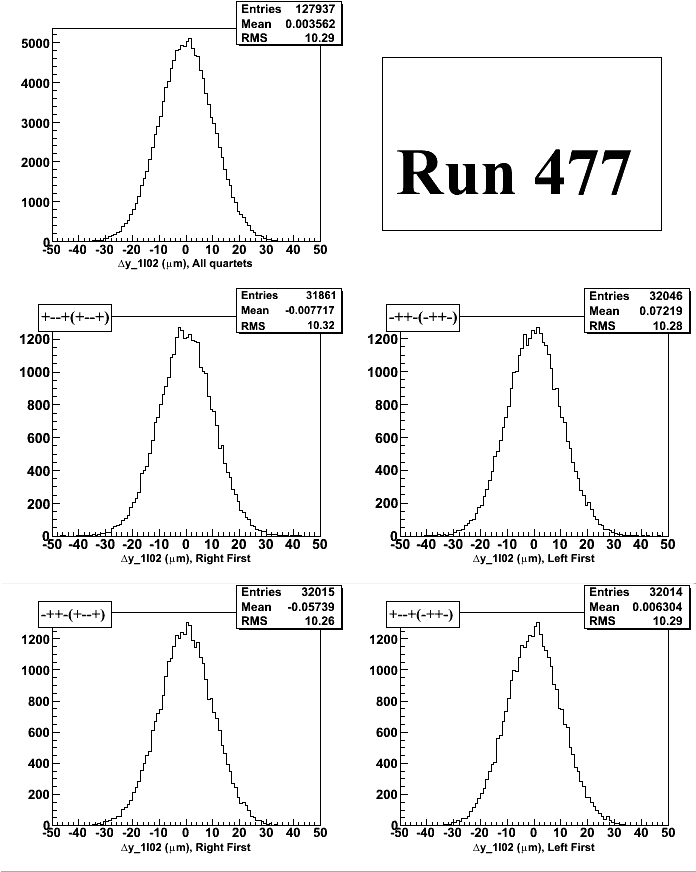 Entries 127937
Mean 0.003562
RMS 10.29
5000
4000
3000
2000
1000
0
-50 -40 -30 -20 -10 0 10 20 30 40 50
Δy_1I02 (μm), All quartets
Run 477
+--+(+--+)
Entries 31861
Mean -0.007717
RMS 10.32
1200
1000
800
600
400
200
0
-50 -40 -30 -20 -10 0 10 20 30 40 50
Δy_1I02 (μm), Right First
-++-(-++-)
Entries 32046
Mean 0.07219
RMS 10.28
1200
1000
800
600
400
200
0
-50 -40 -30 -20 -10 0 10 20 30 40 50
Δy_1I02 (μm), Left First
-++-(+--+)
Entries 32015
Mean -0.05739
RMS 10.26
1200
1000
800
600
400
200
0
-50 -40 -30 -20 -10 0 10 20 30 40 50
Δy_1I02 (μm), Right First
+--+(-++-)
Entries 32014
Mean 0.006304
RMS 10.29
1200
1000
800
600
400
200
0
-50 -40 -30 -20 -10 0 10 20 30 40 50
Δy_1I02 (μm), Left First